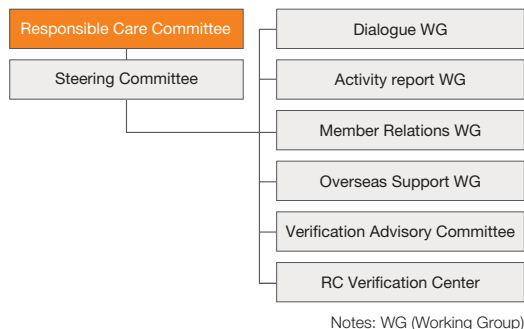 Responsible Care Committee
Steering Committee
Dialogue WG
Activity report WG
Member Relations WG
Overseas Support WG
Verification Advisory Committee
RC Verification Center
Notes: WG (Working Group)